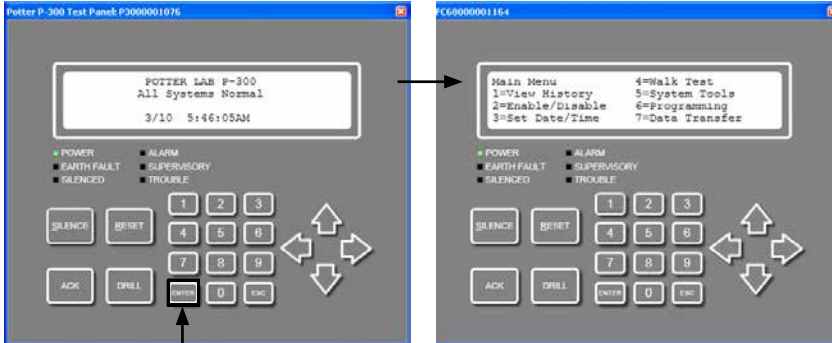 Potter P-300 Test Panel: P3000001076
POTTER LAB P-300
All Systems Normal
3/10 5:46:05AM
POWER
ALARM
EARTH FAULT
SUPERVISORY
SILENCED
TROUBLE
SILENCE
RESET
1
2
3
4
5
6
7
8
9
ACK
DRILL
ENTER
0
ESC
FC68000001164
Main Menu
4=Walk Test
1=View History
5=System Tools
2=Enable/Disable
6=Programming
3=Set Date/Time
7=Data Transfer
POWER
ALARM
EARTH FAULT
SUPERVISORY
SILENCED
TROUBLE
SILENCE
RESET
1
2
3
4
5
6
7
8
9
ACK
DRILL
ENTER
0
ESC